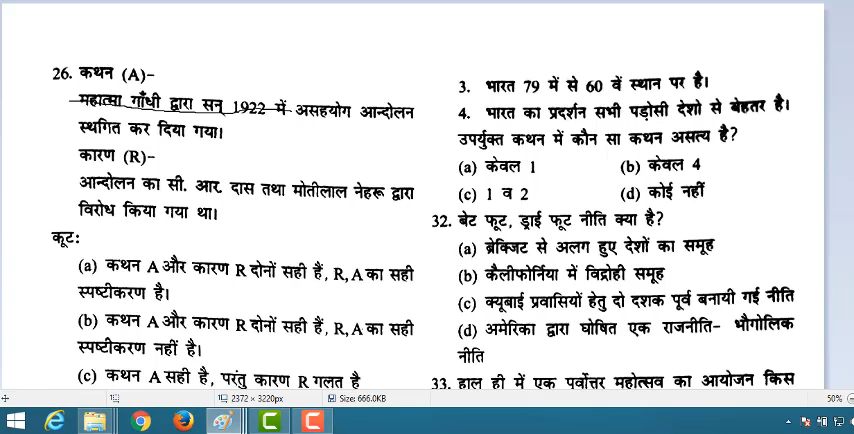 26. कथन (A)–
महात्मा गाँधी द्वारा सन् 1922 में असहयोग आन्दोलन
स्थगित कर दिया गया।
कारण (R)–
आन्दोलन का सी. आर. दास तथा मोतीलाल नेहरू द्वारा
विरोध किया गया था।
कूट:
(a) कथन A और कारण R दोनों सही हैं, R, A का सही
स्पष्टीकरण है।
(b) कथन A और कारण R दोनों सही हैं, R, A का सही
स्पष्टीकरण नहीं है।
(c) कथन A सही है, परंतु कारण R गलत है
3. भारत 79 में से 60 वें स्थान पर है।
4. भारत का प्रदर्शन सभी पड़ोसी देशो से बेहतर है।
उपर्युक्त कथन में कौन सा कथन असत्य है?
(a) केवल 1 (b) केवल 4
(c) 1 व 2 (d) कोई नहीं
32. बेट फूट, ड्राई फूट नीति क्या है?
(a) ब्रेक्जिट से अलग हुए देशों का समूह
(b) कैलीफोर्निया में विद्रोही समूह
(c) क्यूबाई प्रवासियों हेतु दो दशक पूर्व बनायी गई नीति
(d) अमेरिका द्वारा घोषित एक राजनीति– भौगोलिक
नीति
33. हाल ही में एक पूर्वोत्तर महोत्सव का आयोजन किस
2372 × 3220px Size: 666.0KB 50%